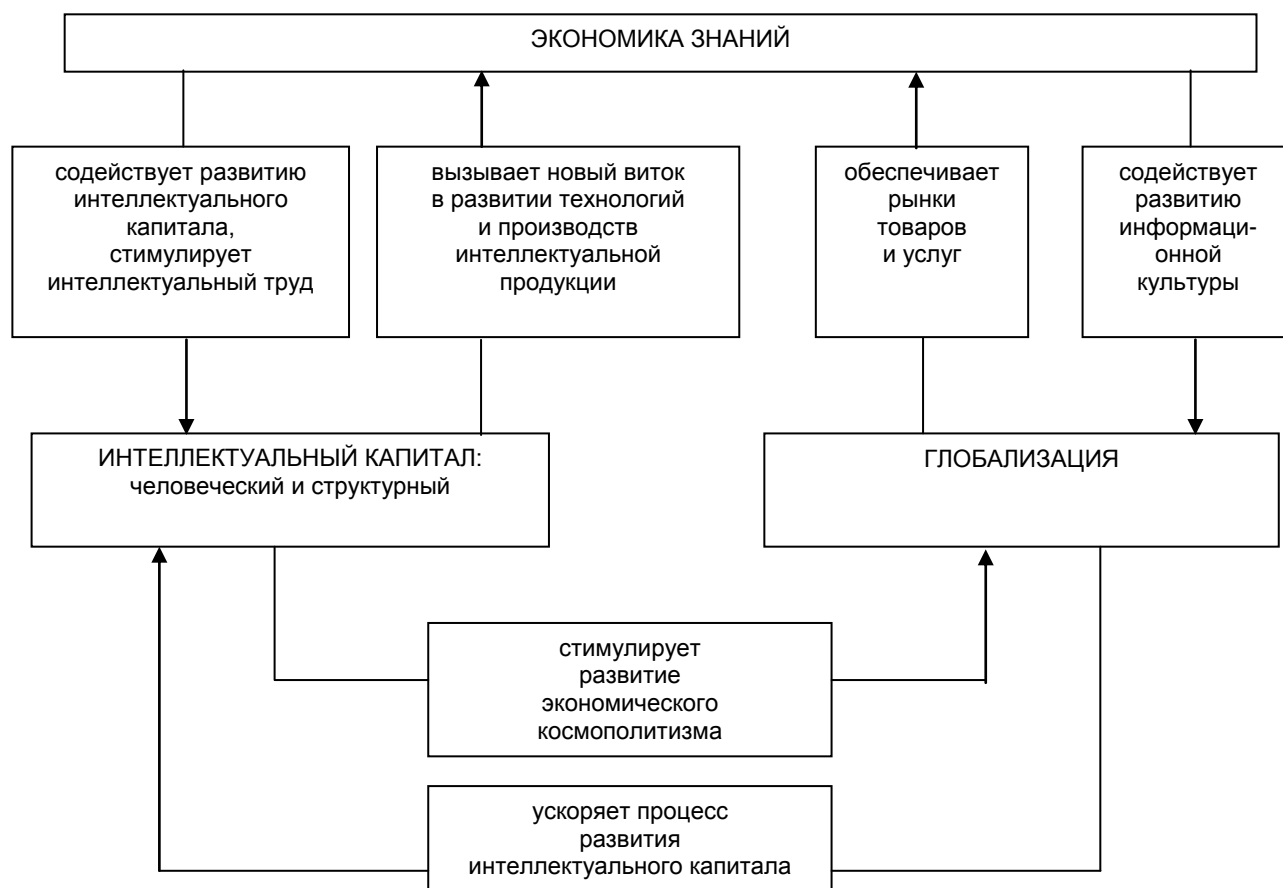 ЭКОНОМИКА ЗНАНИЙ
содействует развитию
интеллектуального
капитала,
стимулирует
интеллектуальный труд
вызывает новый виток
в развитии технологий
и производств
интеллектуальной
продукции
обеспечивает
рынки
товаров
и услуг
содействует
развитию
информаци-
онной
культуры
ИНТЕЛЛЕКТУАЛЬНЫЙ КАПИТАЛ:
человеческий и структурный
ГЛОБАЛИЗАЦИЯ
стимулирует
развитие
экономического
космополитизма
ускоряет процесс
развития
интеллектуального капитала